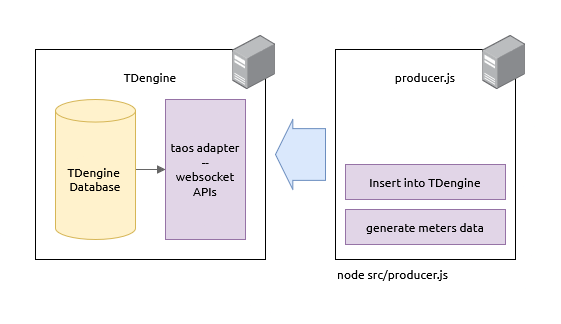 TDengine
TDengine
Database
taos adapter
--
websocket
APIs
producer.js
Insert into TDengine
generate meters data
node src/producer.js